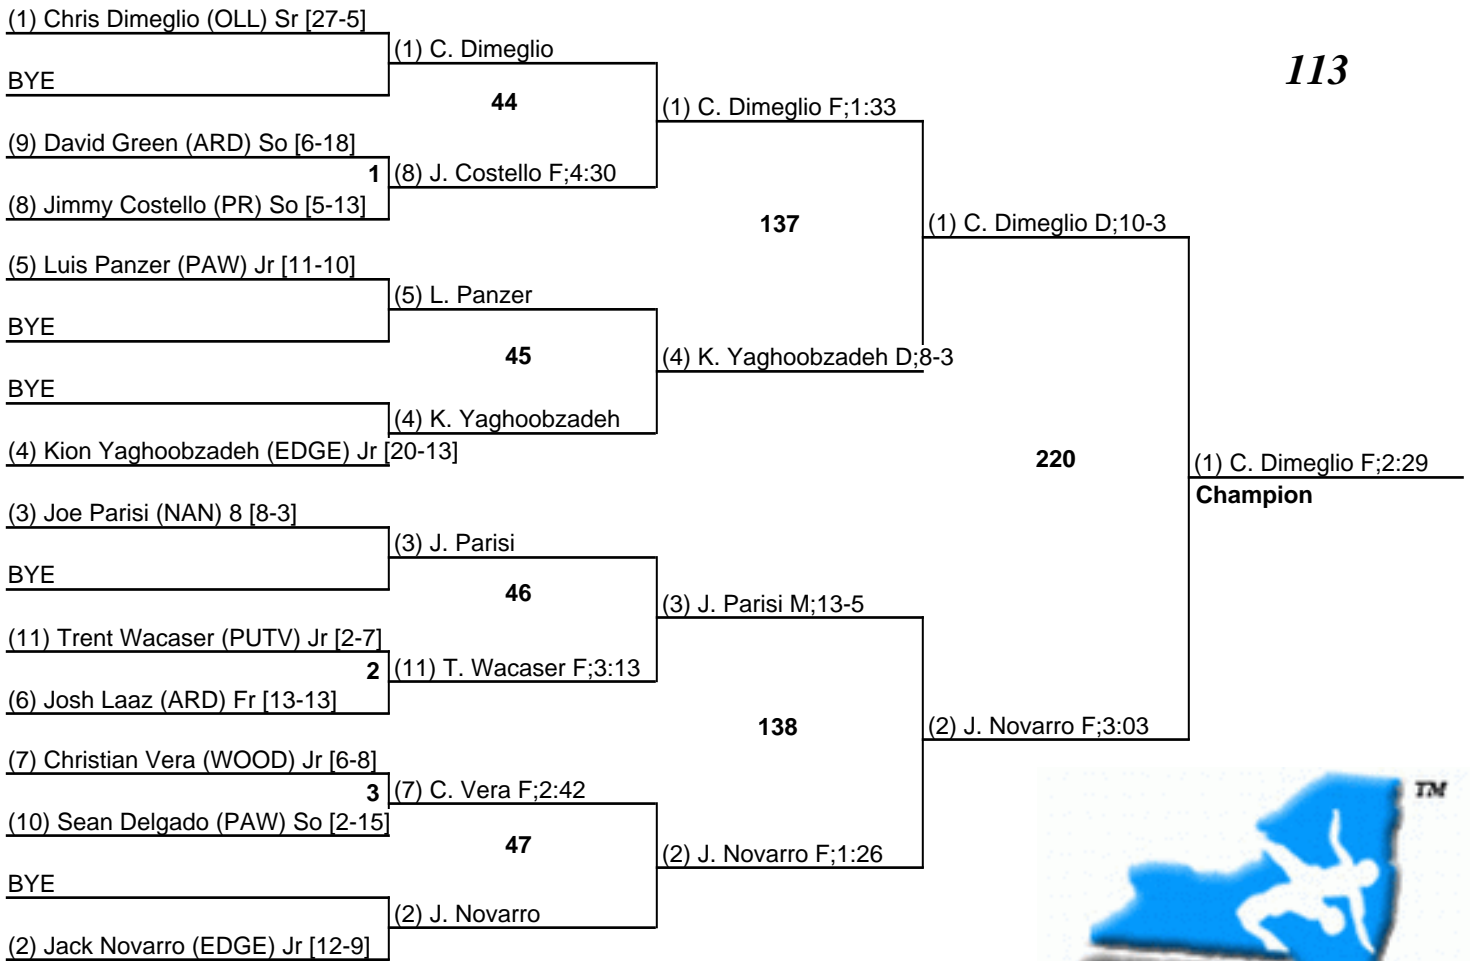 (1) Chris Dimeglio (OLL) Sr [27-5]
(1) C. Dimeglio
BYE
113
44
(1) C. Dimeglio F;1:33
(9) David Green (ARD) So [6-18]
1
(8) J. Costello F;4:30
(8) Jimmy Costello (PR) So [5-13]
137
(1) C. Dimeglio D;10-3
(5) Luis Panzer (PAW) Jr [11-10]
(5) L. Panzer
BYE
45
(4) K. Yaghoobzadeh D;8-3
BYE
(4) K. Yaghoobzadeh
(4) Kion Yaghoobzadeh (EDGE) Jr [20-13]
220
(1) C. Dimeglio F;2:29
Champion
(3) Joe Parisi (NAN) 8 [8-3]
(3) J. Parisi
BYE
46
(3) J. Parisi M;13-5
(11) Trent Wacaser (PUTV) Jr [2-7]
2
(11) T. Wacaser F;3:13
(6) Josh Laaz (ARD) Fr [13-13]
138
(2) J. Novarro F;3:03
(7) Christian Vera (WOOD) Jr [6-8]
3
(7) C. Vera F;2:42
(10) Sean Delgado (PAW) So [2-15]
47
(2) J. Novarro F;1:26
BYE
(2) J. Novarro
(2) Jack Novarro (EDGE) Jr [12-9]
TM